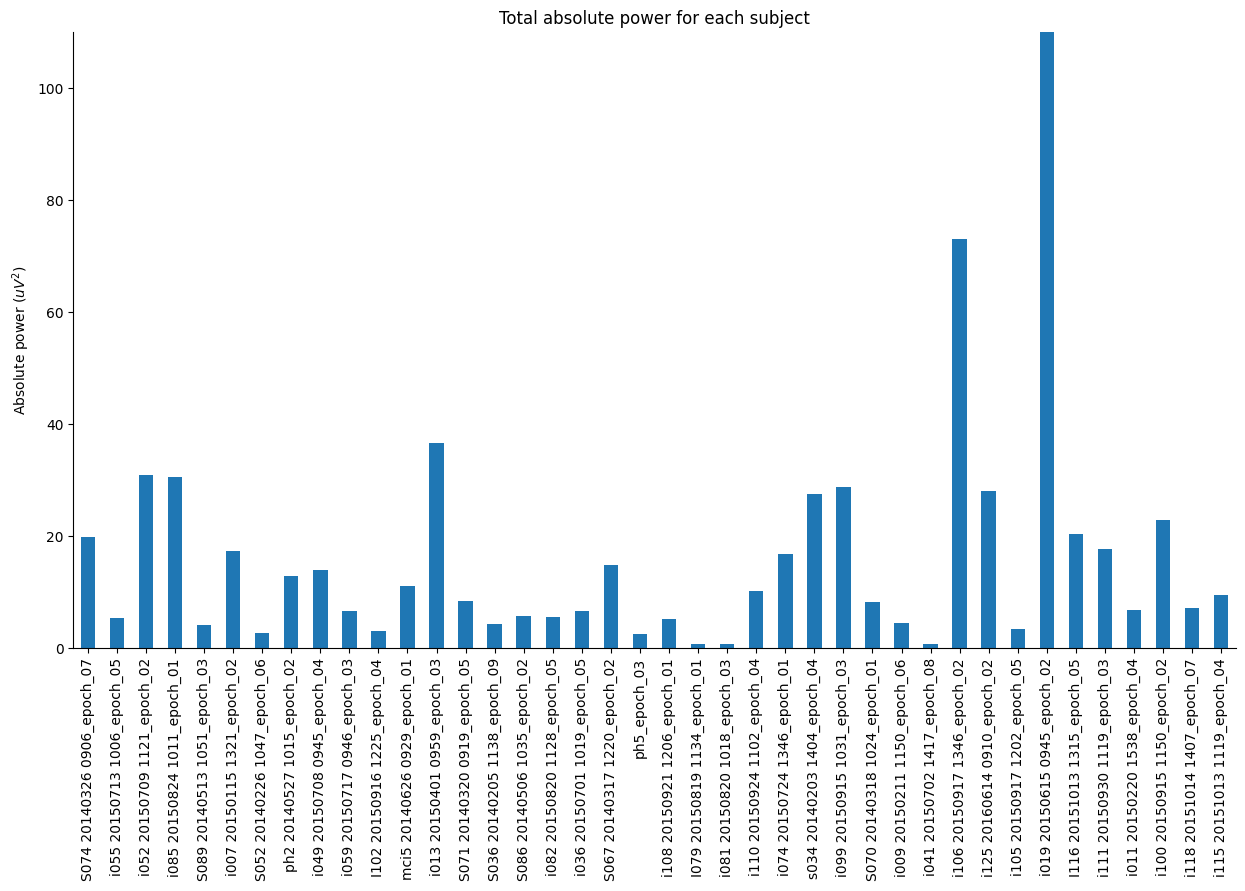 Total absolute power for each subject
Absolute power (uV²)
100
80
60
40
20
0
S074 20140326 0906_epoch_07
i055 20150713 1006_epoch_05
i052 20150709 1121_epoch_02
i085 20150824 1011_epoch_01
S089 20140513 1051_epoch_03
i007 20150115 1321_epoch_02
S052 20140226 1047_epoch_06
ph2 20140527 1015_epoch_02
i049 20150708 0945_epoch_04
i059 20150717 0946_epoch_03
I102 20150916 1225_epoch_04
mci5 20140626 0929_epoch_01
i013 20150401 0959_epoch_03
S071 20140320 0919_epoch_05
S036 20140205 1138_epoch_09
S086 20140506 1035_epoch_02
i082 20150820 1128_epoch_05
i036 20150701 1019_epoch_05
S067 20140317 1220_epoch_02
ph5_epoch_03
i108 20150921 1206_epoch_01
I079 20150819 1134_epoch_01
i081 20150820 1018_epoch_03
i110 20150924 1102_epoch_04
i074 20150724 1346_epoch_01
s034 20140203 1404_epoch_04
i099 20150915 1031_epoch_03
S070 20140318 1024_epoch_01
i009 20150211 1150_epoch_06
i041 20150702 1417_epoch_08
i106 20150917 1346_epoch_02
i125 20160614 0910_epoch_02
i105 20150917 1202_epoch_05
i019 20150615 0945_epoch_02
I116 20151013 1315_epoch_05
i111 20150930 1119_epoch_03
i011 20150220 1538_epoch_04
i100 20150915 1150_epoch_02
i118 20151014 1407_epoch_07
i115 20151013 1119_epoch_04